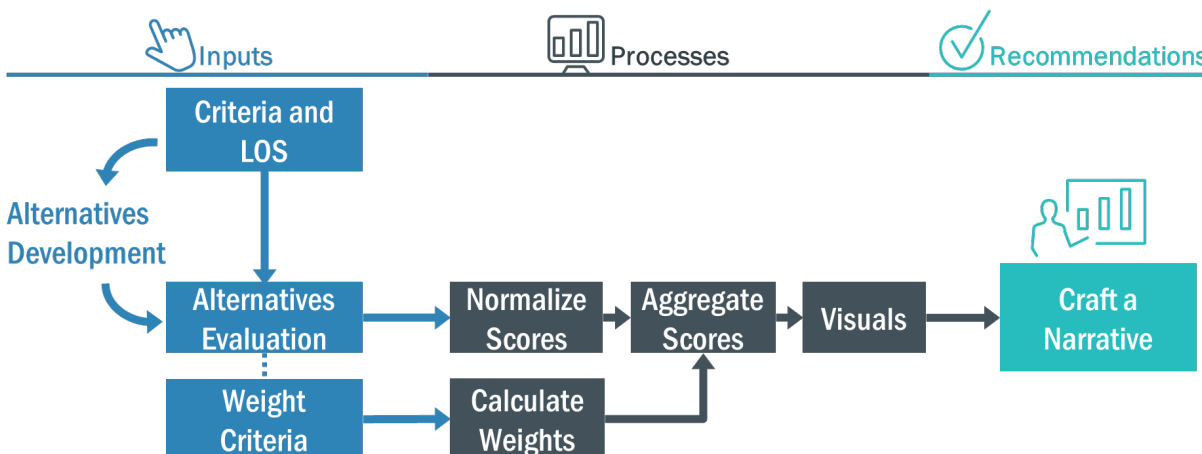 Inputs
Processes
Recommendations
Criteria and
LOS
Alternatives
Development
Alternatives
Evaluation
Normalize
Scores
Aggregate
Scores
Visuals
Craft a
Narrative
Weight
Criteria
Calculate
Weights